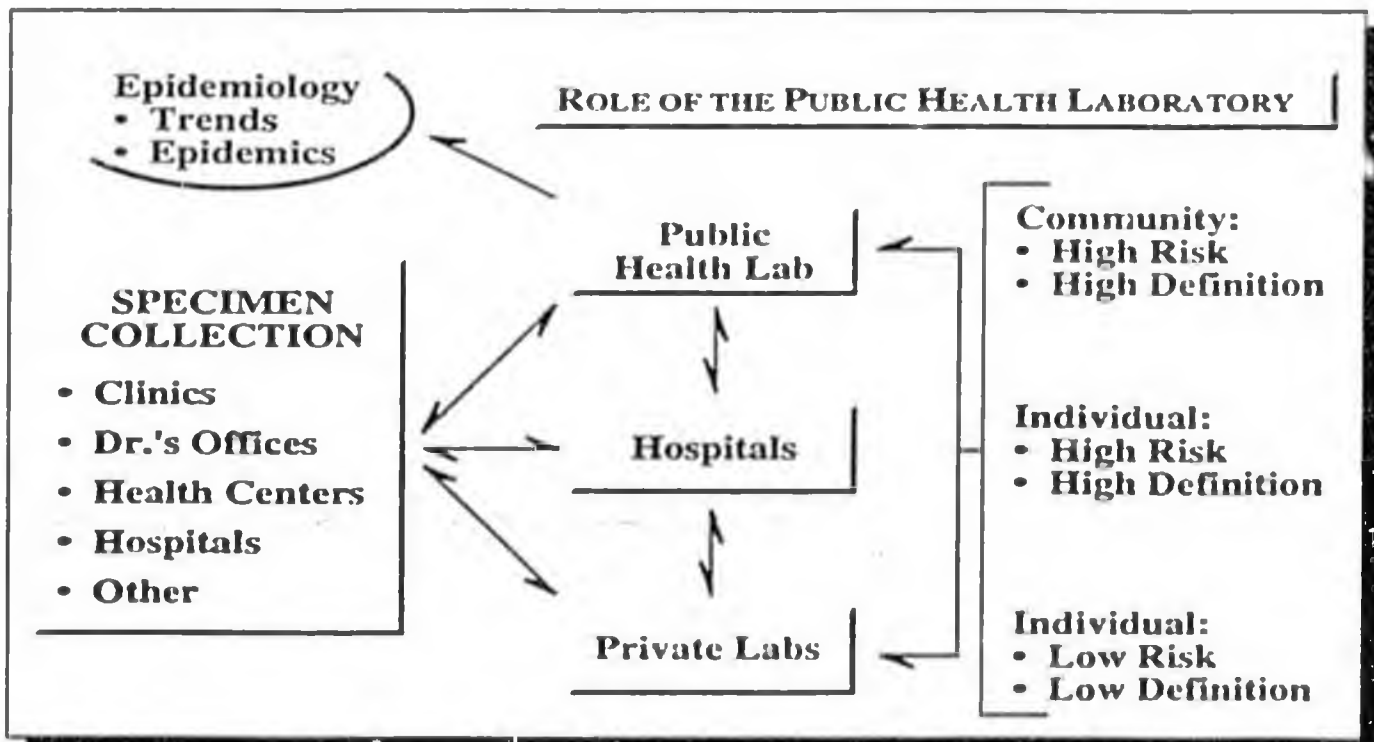 Epidemiology
• Trends
• Epidemics
ROLE OF THE PUBLIC HEALTH LABORATORY
Public
Health Lab
Community:
• High Risk
• High Definition
SPECIMEN
COLLECTION
• Clinics
• Dr.'s Offices
• Health Centers
• Hospitals
• Other
Hospitals
Individual:
• High Risk
• High Definition
Private Labs
Individual:
• Low Risk
• Low Definition